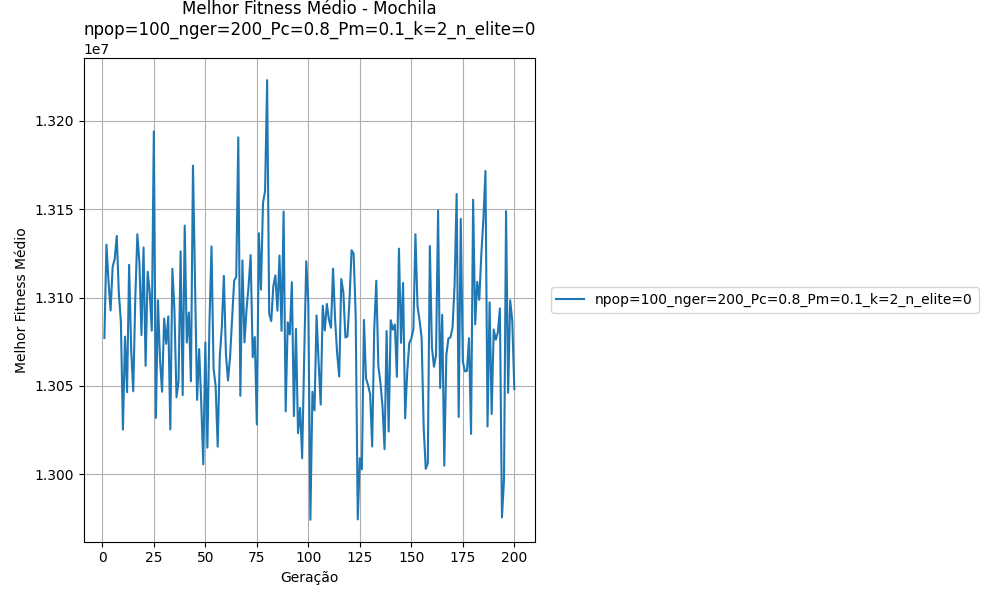 Melhor Fitness Médio - Mochila
npop=100_nger=200_Pc=0.8_Pm=0.1_k=2_n_elite=0
1e7
1.320
1.315
1.310
1.305
1.300
Melhor Fitness Médio
0 25 50 75 100 125 150 175 200
Geração
npop=100_nger=200_Pc=0.8_Pm=0.1_k=2_n_elite=0